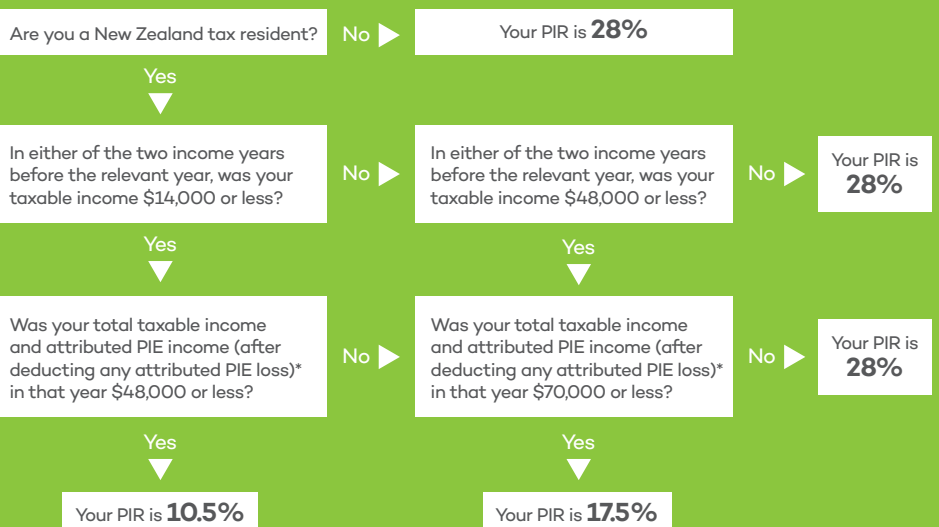 Are you a New Zealand tax resident?
No
Your PIR is 28%
Yes
In either of the two income years
before the relevant year, was your
taxable income $14,000 or less?
No
In either of the two income years
before the relevant year, was your
taxable income $48,000 or less?
No
Your PIR is
28%
Yes
Yes
Was your total taxable income
and attributed PIE income (after
deducting any attributed PIE loss)*
in that year $48,000 or less?
No
Was your total taxable income
and attributed PIE income (after
deducting any attributed PIE loss)*
in that year $70,000 or less?
No
Your PIR is
28%
Yes
Yes
Your PIR is 10.5%
Your PIR is 17.5%